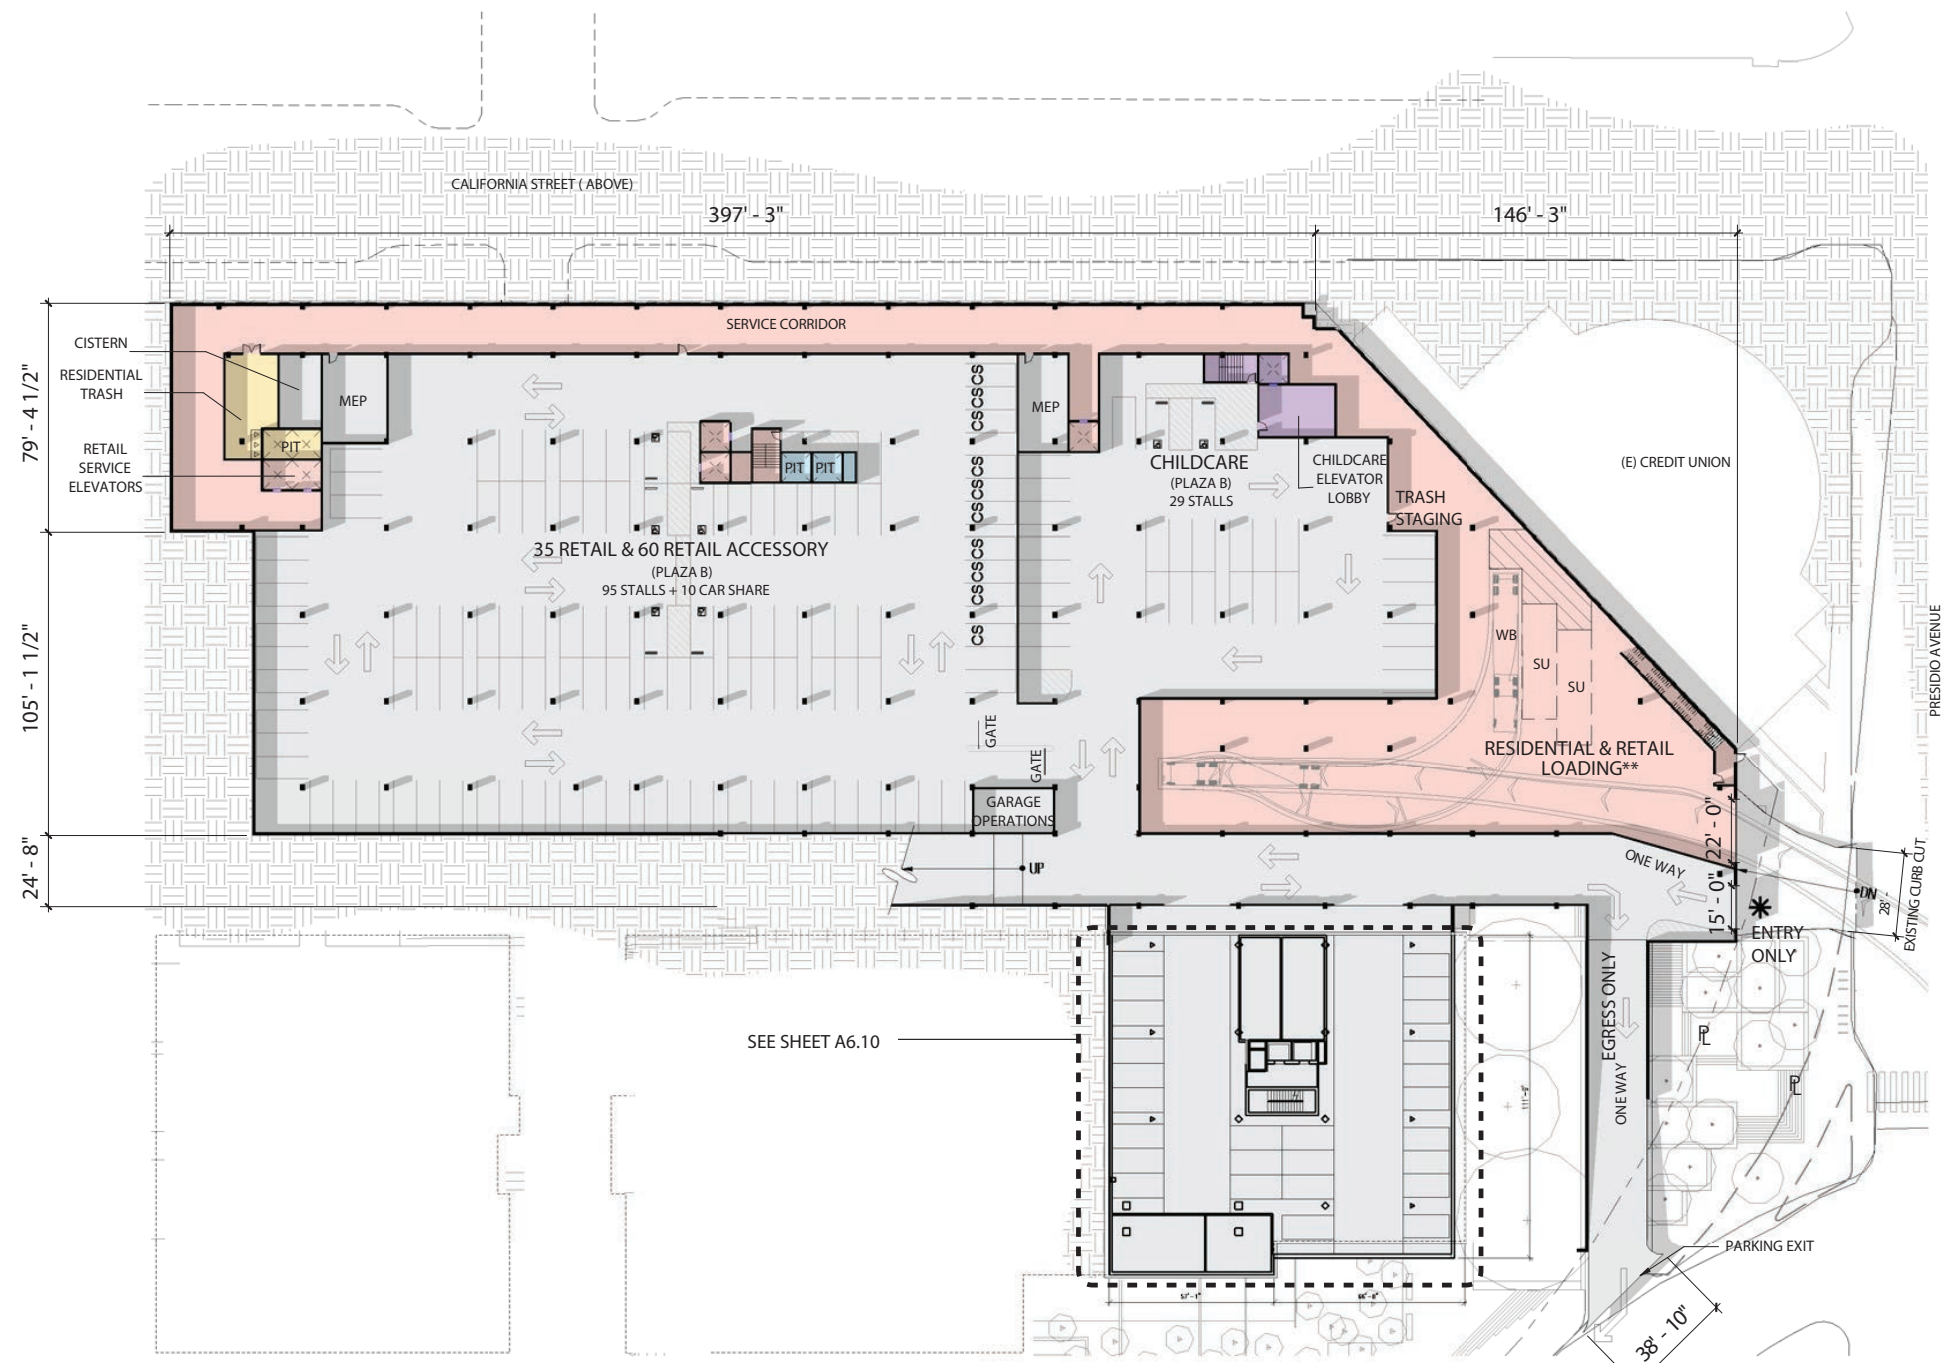 CALIFORNIA STREET ( ABOVE)
397' - 3"
146' - 3"
79' - 4 1/2"
105' - 1 1/2"
24' - 8"
CISTERN
RESIDENTIAL
TRASH
RETAIL
SERVICE
ELEVATORS
SERVICE CORRIDOR
MEP
PIT
PIT
PIT
MEP
CS
CS
CS
CS
CS
CS
CS
CS
CS
CS
35 RETAIL & 60 RETAIL ACCESSORY
(PLAZA B)
95 STALLS + 10 CAR SHARE
CHILDCARE
(PLAZA B)
29 STALLS
CHILDCARE
ELEVATOR
LOBBY
TRASH
STAGING
(E) CREDIT UNION
PRESIDIO AVENUE
WB
SU
SU
RESIDENTIAL & RETAIL
LOADING**
GATE
GATE
GARAGE
OPERATIONS
UP
ONE WAY
22' - 0"
15' - 0"
DN
28' -
EXISTING CURB CUT
ENTRY
ONLY
EGRESS ONLY
ONE WAY
PL
PL
SEE SHEET A6.10
PARKING EXIT
38' - 10"